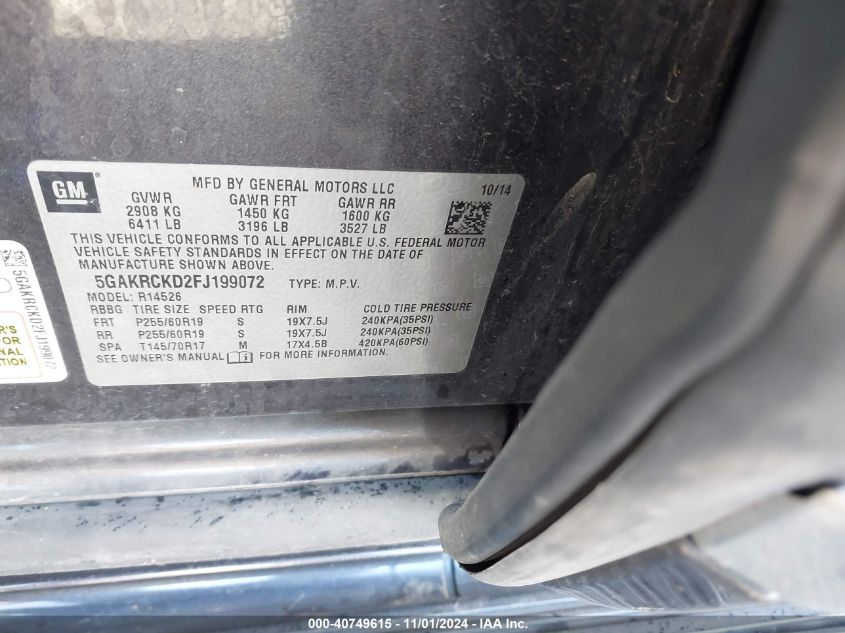 GM
MFD BY GENERAL MOTORS LLC
10/14
GVWR GAWR FRT GAWR RR
2908 KG 1450 KG 1600 KG
6411 LB 3196 LB 3527 LB
THIS VEHICLE CONFORMS TO ALL APPLICABLE U.S. FEDERAL MOTOR
VEHICLE SAFETY STANDARDS IN EFFECT ON THE DATE OF
MANUFACTURE SHOWN ABOVE.
5GAKRCKD2FJ199072 TYPE: M.P.V.
MODEL: R14526
RBBG TIRE SIZE SPEED RTG RIM COLD TIRE PRESSURE
FRT P255/60R19 S 19X7.5J 240KPA(35PSI)
RR P255/60R19 S 19X7.5J 240KPA(35PSI)
SPA T145/70R17 M 17X4.5B 420KPA(60PSI)
SEE OWNER'S MANUAL FOR MORE INFORMATION.
5GAKRCKD2FJ199072
000-40749615 - 11/01/2024 - IAA Inc.